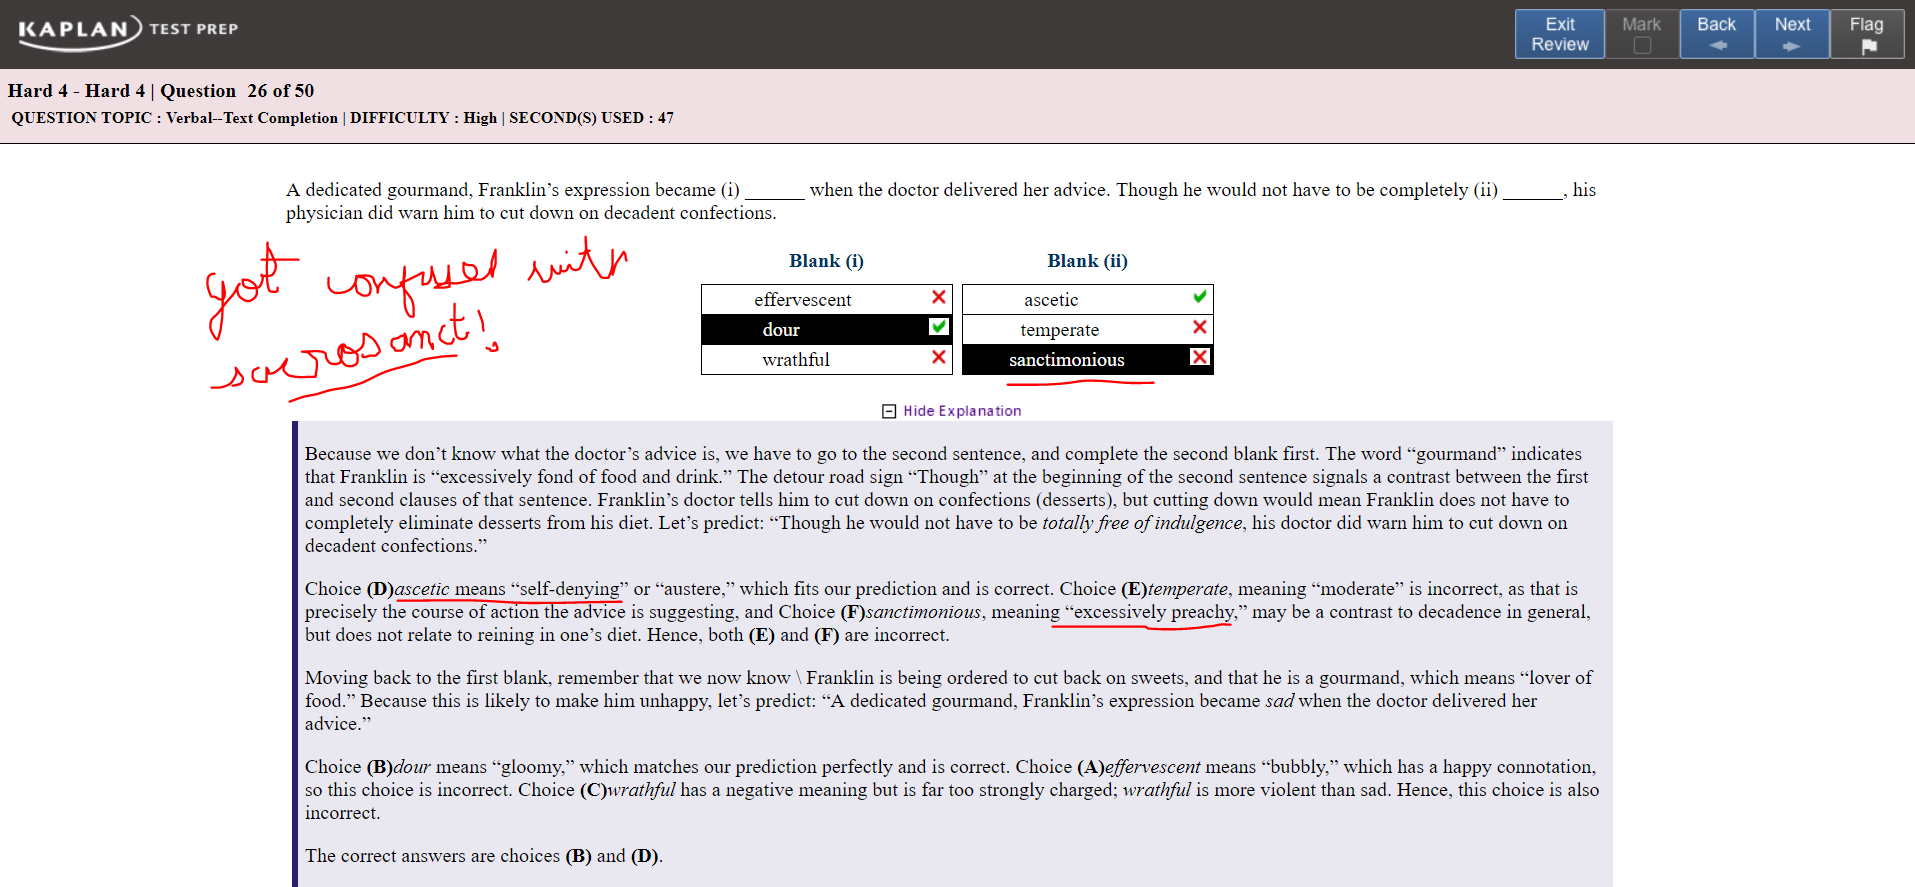 KAPLAN TEST PREP
Exit Review
Mark
Back
Next
Flag
Hard 4 - Hard 4 | Question 26 of 50
QUESTION TOPIC : Verbal--Text Completion | DIFFICULTY : High | SECOND(S) USED : 47
A dedicated gourmand, Franklin’s expression became (i) ______ when the doctor delivered her advice. Though he would not have to be completely (ii) ______, his
physician did warn him to cut down on decadent confections.
got confused with
sacrosanct!
Blank (i) Blank (ii)
effervescent ascetic
dour temperate
wrathful sanctimonious
Hide Explanation
Because we don’t know what the doctor’s advice is, we have to go to the second sentence, and complete the second blank first. The word “gourmand” indicates
that Franklin is “excessively fond of food and drink.” The detour road sign “Though” at the beginning of the second sentence signals a contrast between the first
and second clauses of that sentence. Franklin’s doctor tells him to cut down on confections (desserts), but cutting down would mean Franklin does not have to
completely eliminate desserts from his diet. Let’s predict: “Though he would not have to be totally free of indulgence, his doctor did warn him to cut down on
decadent confections.”
Choice (D)ascetic means “self-denying” or “austere,” which fits our prediction and is correct. Choice (E)temperate, meaning “moderate” is incorrect, as that is
precisely the course of action the advice is suggesting, and Choice (F)sanctimonious, meaning “excessively preachy,” may be a contrast to decadence in general,
but does not relate to reining in one’s diet. Hence, both (E) and (F) are incorrect.
Moving back to the first blank, remember that we now know \ Franklin is being ordered to cut back on sweets, and that he is a gourmand, which means “lover of
food.” Because this is likely to make him unhappy, let’s predict: “A dedicated gourmand, Franklin’s expression became sad when the doctor delivered her
advice.”
Choice (B)dour means “gloomy,” which matches our prediction perfectly and is correct. Choice (A)effervescent means “bubbly,” which has a happy connotation,
so this choice is incorrect. Choice (C)wrathful has a negative meaning but is far too strongly charged; wrathful is more violent than sad. Hence, this choice is also
incorrect.
The correct answers are choices (B) and (D).